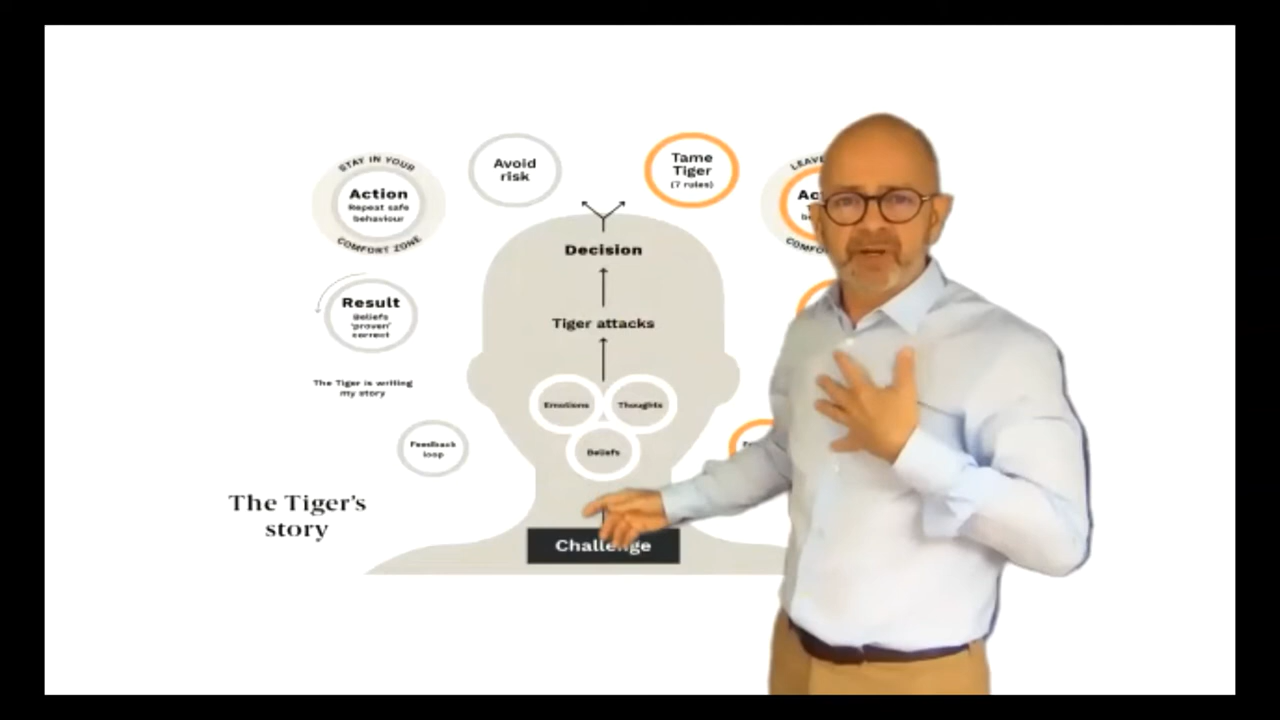 STAY IN YOUR
Action
Repeat safe
behaviour
COMFORT ZONE
Avoid
risk
Tame
Tiger
(7 rules)
LEAVE
Decision
Result
Beliefs
'proven'
correct
Tiger attacks
The Tiger is writing
my story
Emotions
Thoughts
Beliefs
Feedback
loop
The Tiger's
story
Challenge